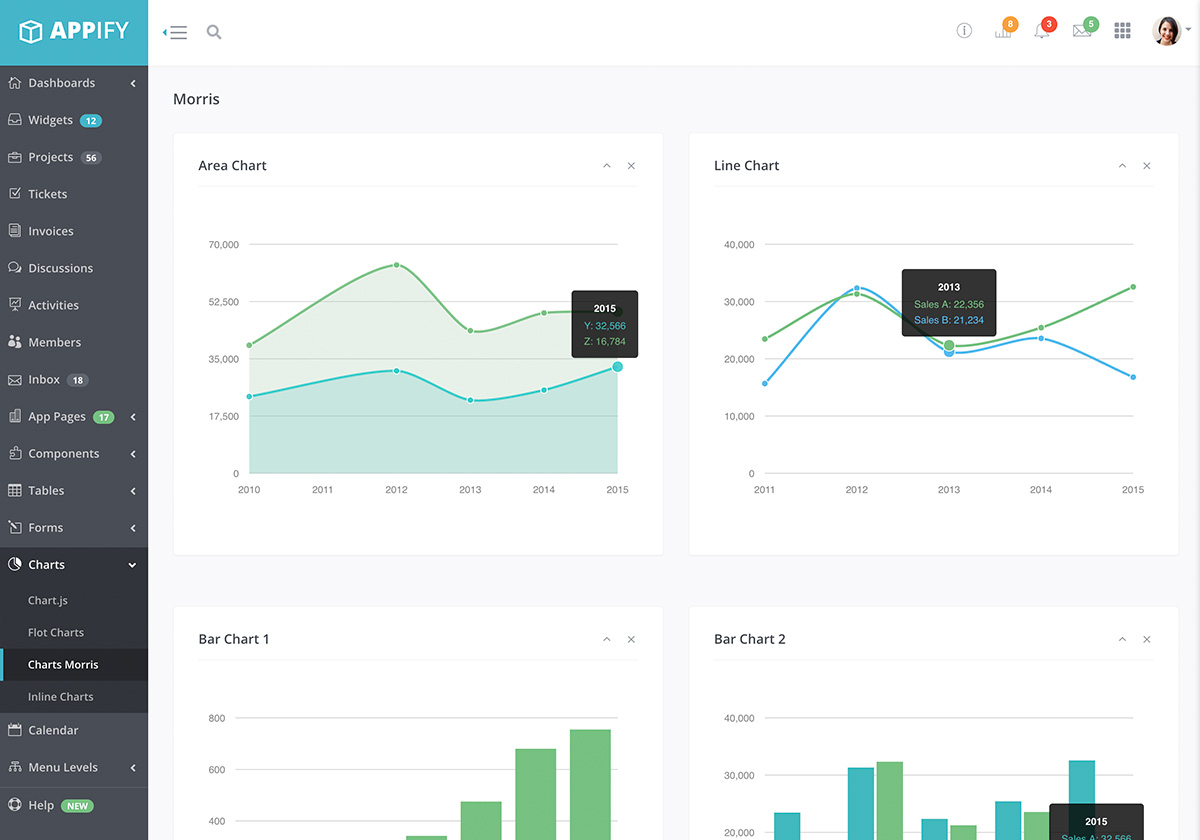 APPIFY
8
3
5
Dashboards
Widgets 12
Projects 56
Tickets
Invoices
Discussions
Activities
Members
Inbox 18
App Pages 17
Components
Tables
Forms
Charts
Chart.js
Flot Charts
Charts Morris
Inline Charts
Calendar
Menu Levels
Help NEW
Morris
Area Chart
70,000
52,500
35,000
17,500
0
2010 2011 2012 2013 2014 2015
2015
Y: 32,566
Z: 16,784
Line Chart
40,000
30,000
20,000
10,000
0
2011 2012 2013 2014 2015
2013
Sales A: 22,356
Sales B: 21,234
Bar Chart 1
800
600
400
Bar Chart 2
40,000
30,000
20,000
2015
Sales A: 32,566